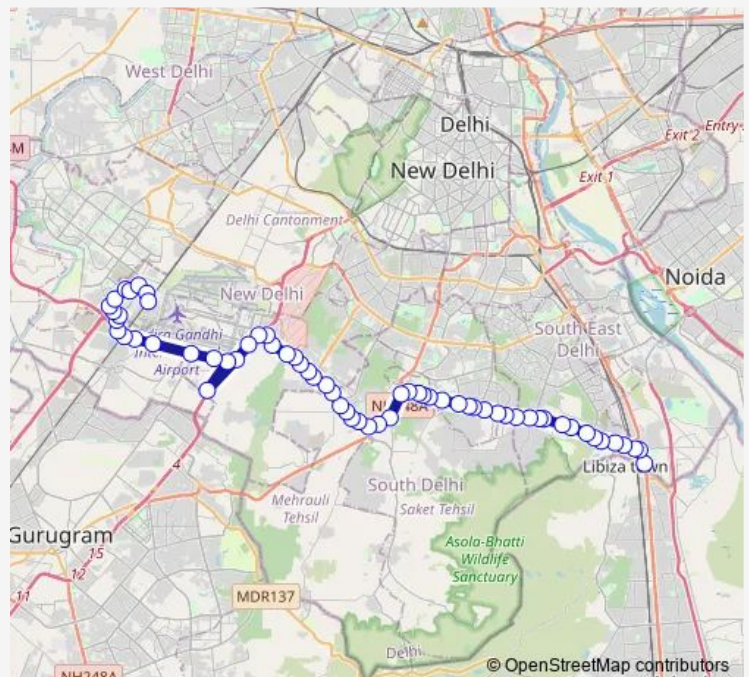 West Delhi
Delhi
Exit 2
Entry
M
New Delhi
Exit 1
Delhi Cantonment
Noida
New Delhi
South East
Delhi
Airport
NH
48A
4
Libiza town
South Delhi
Mehrauli
Tehsil
Saket Tehsil
Gurugram
15
12
Asola-Bhatti
Wildlife
Sanctuary
11
MDR137
Delhi
NH248A
© OpenStreetMap contributors